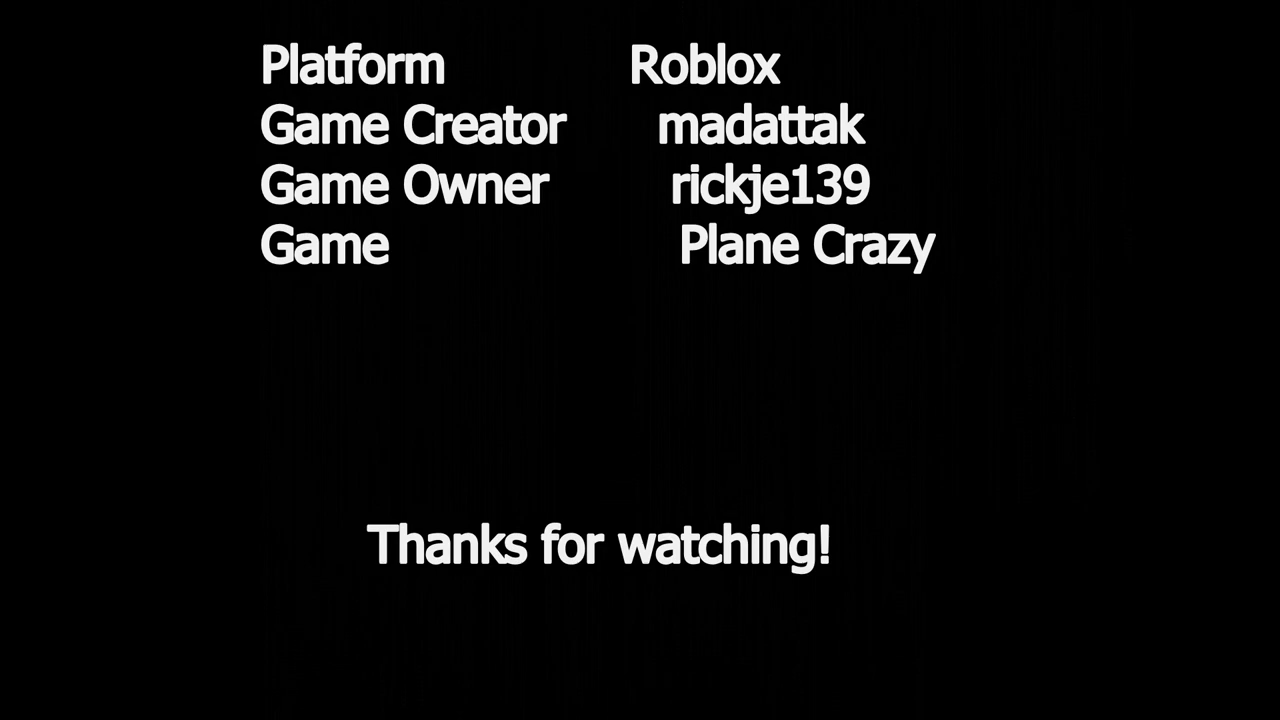 Platform Roblox
Game Creator madattak
Game Owner rickje139
Game Plane Crazy
Thanks for watching!